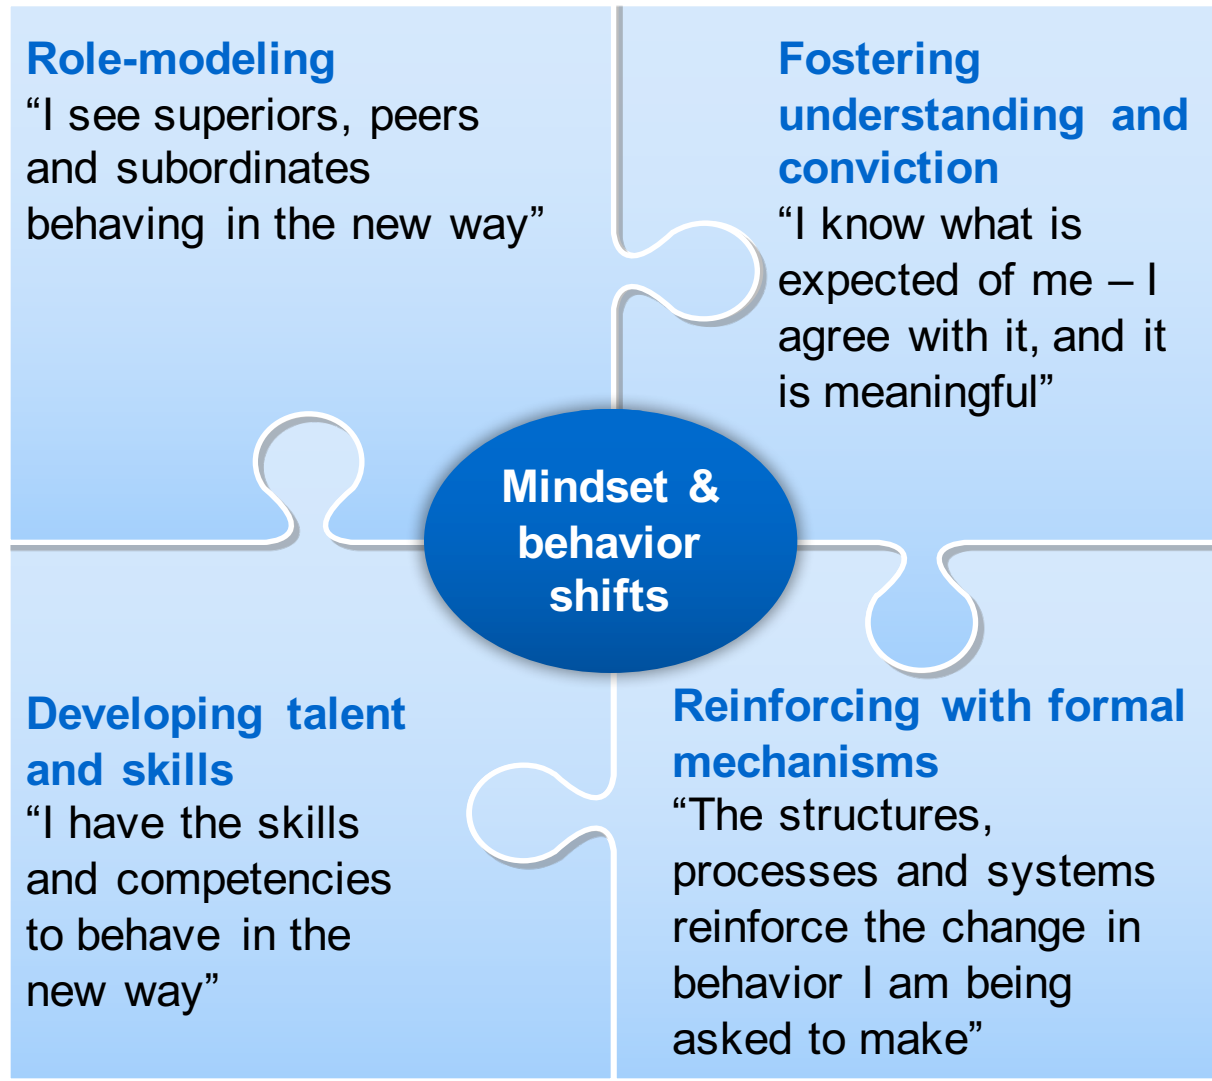 Role-modeling
“I see superiors, peers
and subordinates
behaving in the new way”
Fostering
understanding and
conviction
“I know what is
expected of me – I
agree with it, and it
is meaningful”
Mindset &
behavior
shifts
Developing talent
and skills
“I have the skills
and competencies
to behave in the
new way”
Reinforcing with formal
mechanisms
“The structures,
processes and systems
reinforce the change in
behavior I am being
asked to make”